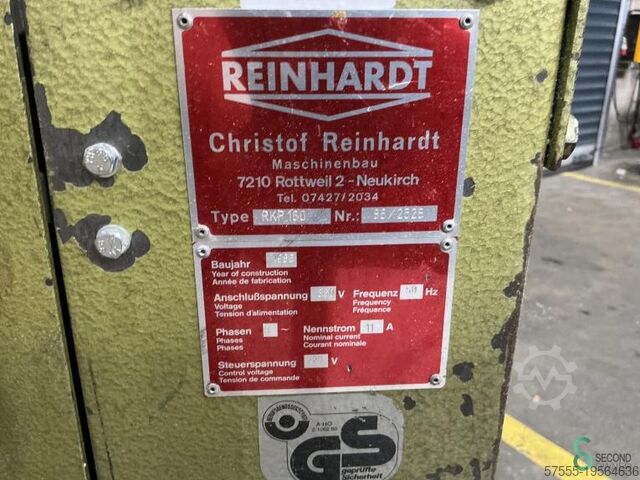 REINHARDT
Christof Reinhardt
Maschinenbau
7210 Rottweil 2 - Neukirch
Tel. 07427/2034
Type RKP 160 Nr.:
Baujahr
Year of construction
Année de fabrication
Anschlußspannung V Frequenz Hz
Voltage Frequency
Tension d'alimentation Fréquence
Phasen ~ Nennstrom 11 A
Phases Nominal current
Phases Courant nominale
Steuerspannung V
Control voltage
Tension de commande
GS
geprüfte
Sicherheit
SECOND
57555-19564636